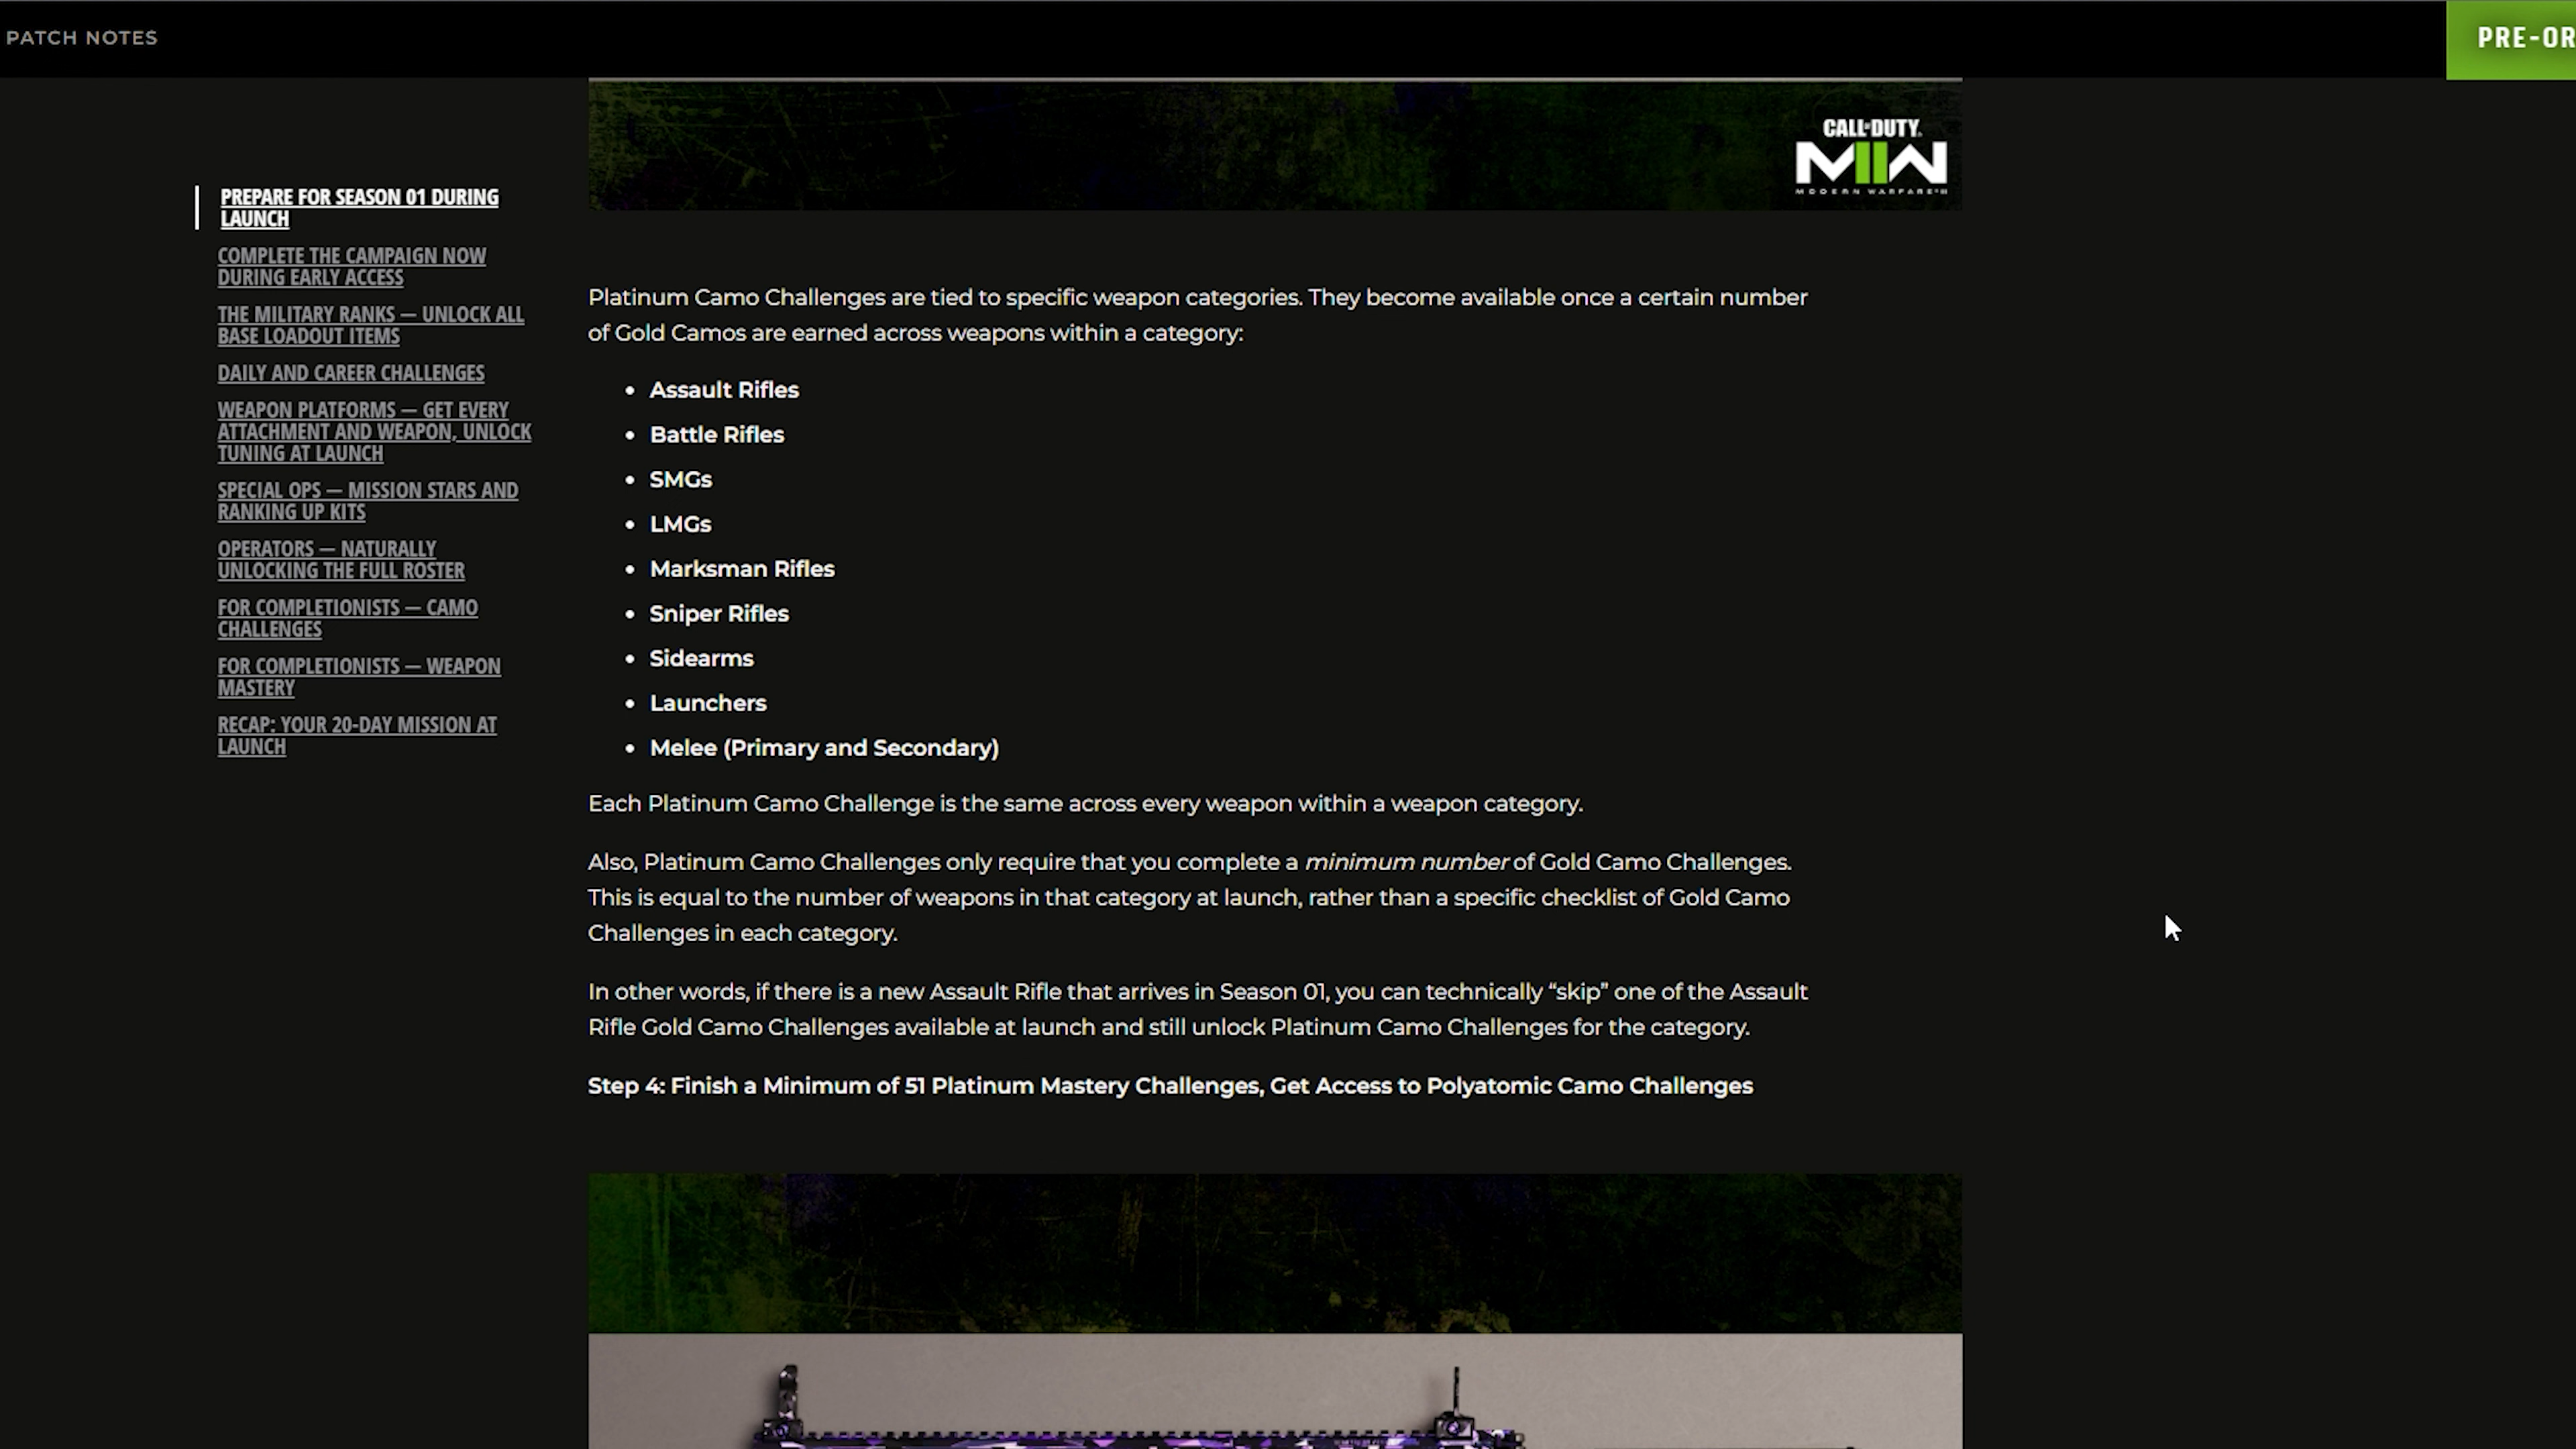 PATCH NOTES
PRE-OR
CALL OF DUTY
MWII
MODERN WARFARE II
PREPARE FOR SEASON 01 DURING
LAUNCH
COMPLETE THE CAMPAIGN NOW
DURING EARLY ACCESS
THE MILITARY RANKS — UNLOCK ALL
BASE LOADOUT ITEMS
DAILY AND CAREER CHALLENGES
WEAPON PLATFORMS — GET EVERY
ATTACHMENT AND WEAPON, UNLOCK
TUNING AT LAUNCH
SPECIAL OPS — MISSION STARS AND
RANKING UP KITS
OPERATORS — NATURALLY
UNLOCKING THE FULL ROSTER
FOR COMPLETIONISTS — CAMO
CHALLENGES
FOR COMPLETIONISTS — WEAPON
MASTERY
RECAP: YOUR 20-DAY MISSION AT
LAUNCH
Platinum Camo Challenges are tied to specific weapon categories. They become available once a certain number
of Gold Camos are earned across weapons within a category:
• Assault Rifles
• Battle Rifles
• SMGs
• LMGs
• Marksman Rifles
• Sniper Rifles
• Sidearms
• Launchers
• Melee (Primary and Secondary)
Each Platinum Camo Challenge is the same across every weapon within a weapon category.
Also, Platinum Camo Challenges only require that you complete a minimum number of Gold Camo Challenges.
This is equal to the number of weapons in that category at launch, rather than a specific checklist of Gold Camo
Challenges in each category.
In other words, if there is a new Assault Rifle that arrives in Season 01, you can technically “skip” one of the Assault
Rifle Gold Camo Challenges available at launch and still unlock Platinum Camo Challenges for the category.
Step 4: Finish a Minimum of 51 Platinum Mastery Challenges, Get Access to Polyatomic Camo Challenges